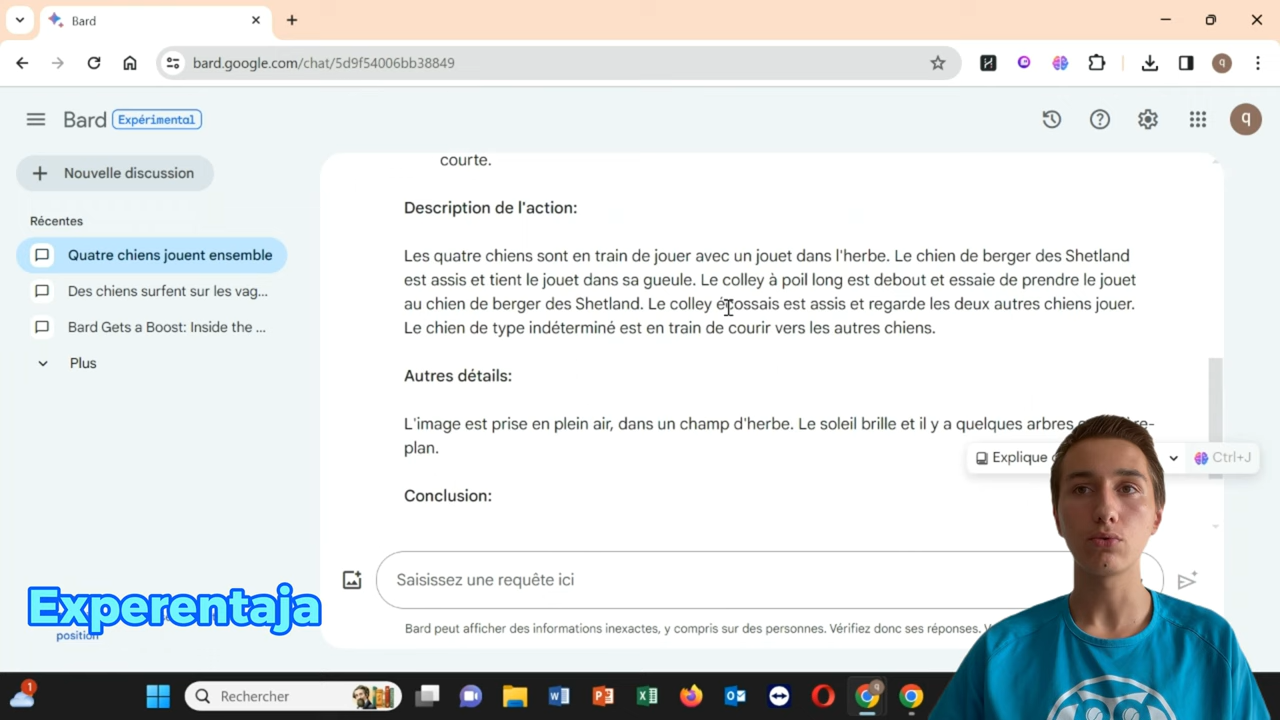 Bard
bard.google.com/chat/5d9f54006bb38849
q
Bard Expérimental
q
Nouvelle discussion
Récentes
Quatre chiens jouent ensemble
Des chiens surfent sur les vag...
Bard Gets a Boost: Inside the ...
Plus
courte.
Description de l'action:
Les quatre chiens sont en train de jouer avec un jouet dans l'herbe. Le chien de berger des Shetland
est assis et tient le jouet dans sa gueule. Le colley à poil long est debout et essaie de prendre le jouet
au chien de berger des Shetland. Le colley écossais est assis et regarde les deux autres chiens jouer.
Le chien de type indéterminé est en train de courir vers les autres chiens.
Autres détails:
L'image est prise en plein air, dans un champ d'herbe. Le soleil brille et il y a quelques arbres
plan.
Explique
Ctrl+J
Conclusion:
Saisissez une requête ici
Bard peut afficher des informations inexactes, y compris sur des personnes. Vérifiez donc ses réponses.
Experentaja
position
1
Rechercher
q